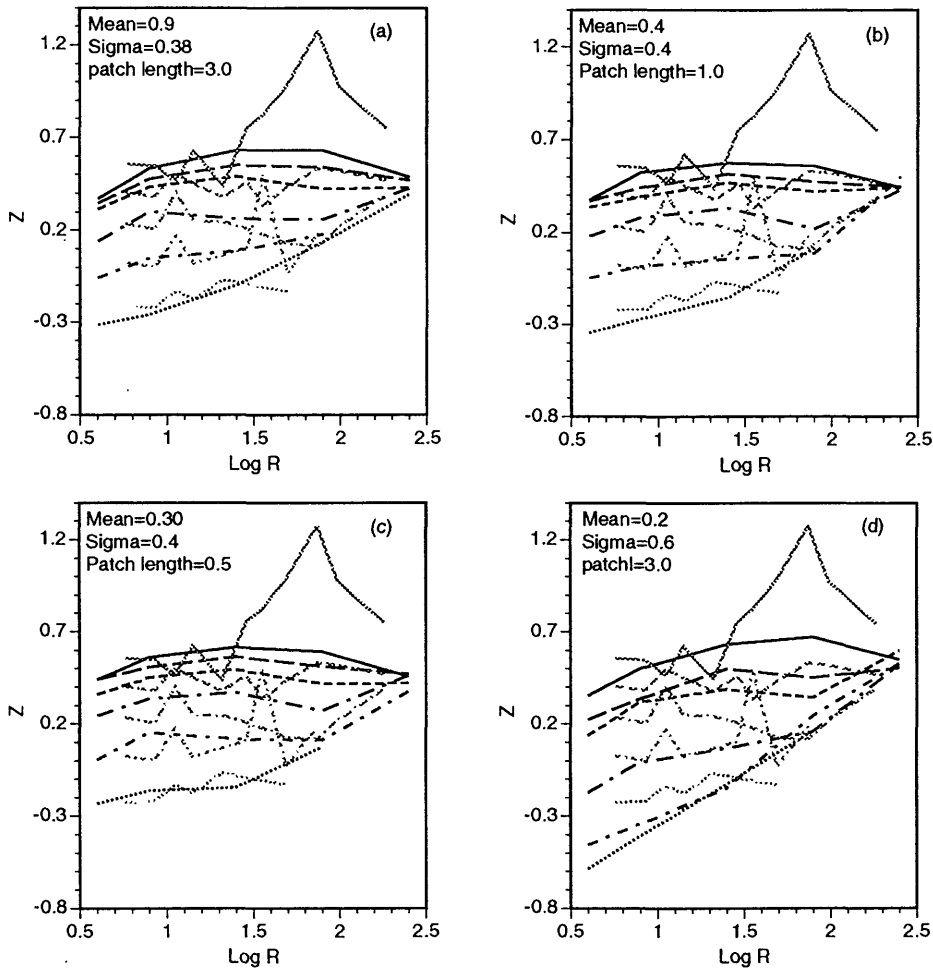 Mean=0.9
Sigma=0.38
patch length=3.0
(a)
1.2
0.7
0.2
-0.3
-0.8
Z
0.5 1 1.5 2 2.5
Log R
Mean=0.4
Sigma=0.4
Patch length=1.0
(b)
1.2
0.7
0.2
-0.3
-0.8
Z
0.5 1 1.5 2 2.5
Log R
Mean=0.30
Sigma=0.4
Patch length=0.5
(c)
1.2
0.7
0.2
-0.3
-0.8
Z
0.5 1 1.5 2 2.5
Log R
Mean=0.2
Sigma=0.6
patchl=3.0
(d)
1.2
0.7
0.2
-0.3
-0.8
Z
0.5 1 1.5 2 2.5
Log R